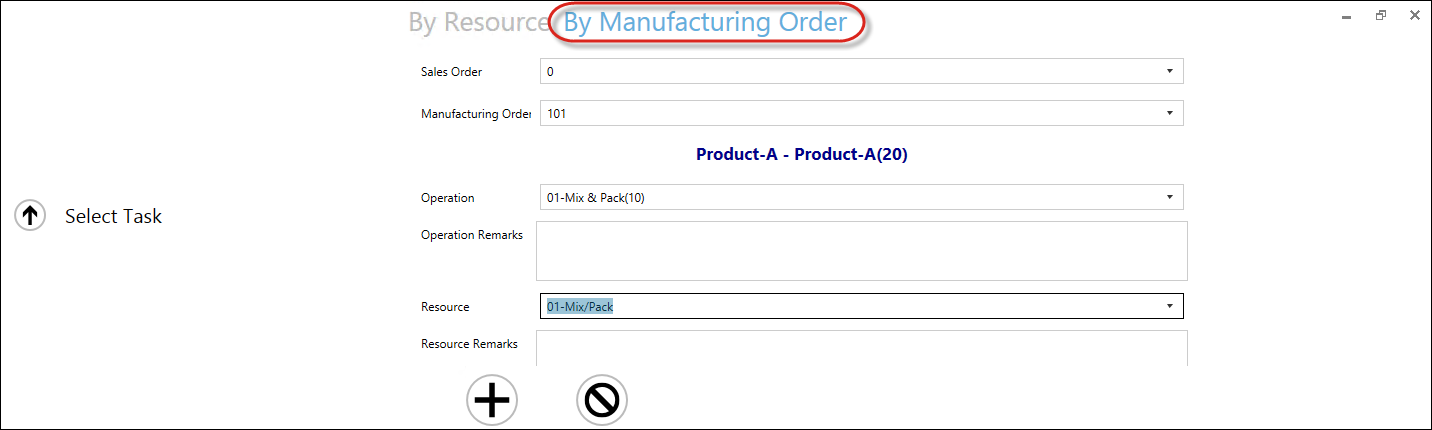 By Resource By Manufacturing Order
Sales Order 0
Manufacturing Order 101
Product-A - Product-A(20)
Operation 01-Mix & Pack(10)
Select Task
Operation Remarks
Resource 01-Mix/Pack
Resource Remarks